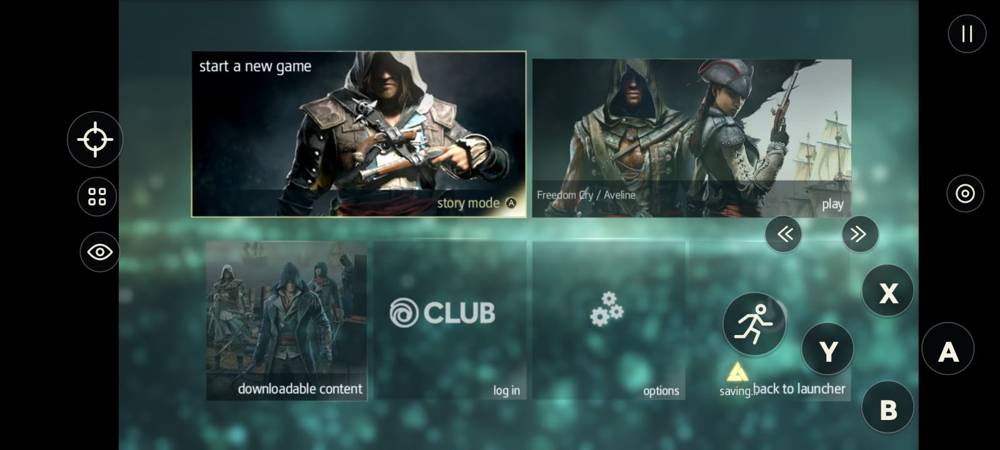 start a new game
story mode A
Freedom Cry / Aveline
play
X
Y
A
B
downloadable content
CLUB
log in
options
saving..
back to launcher